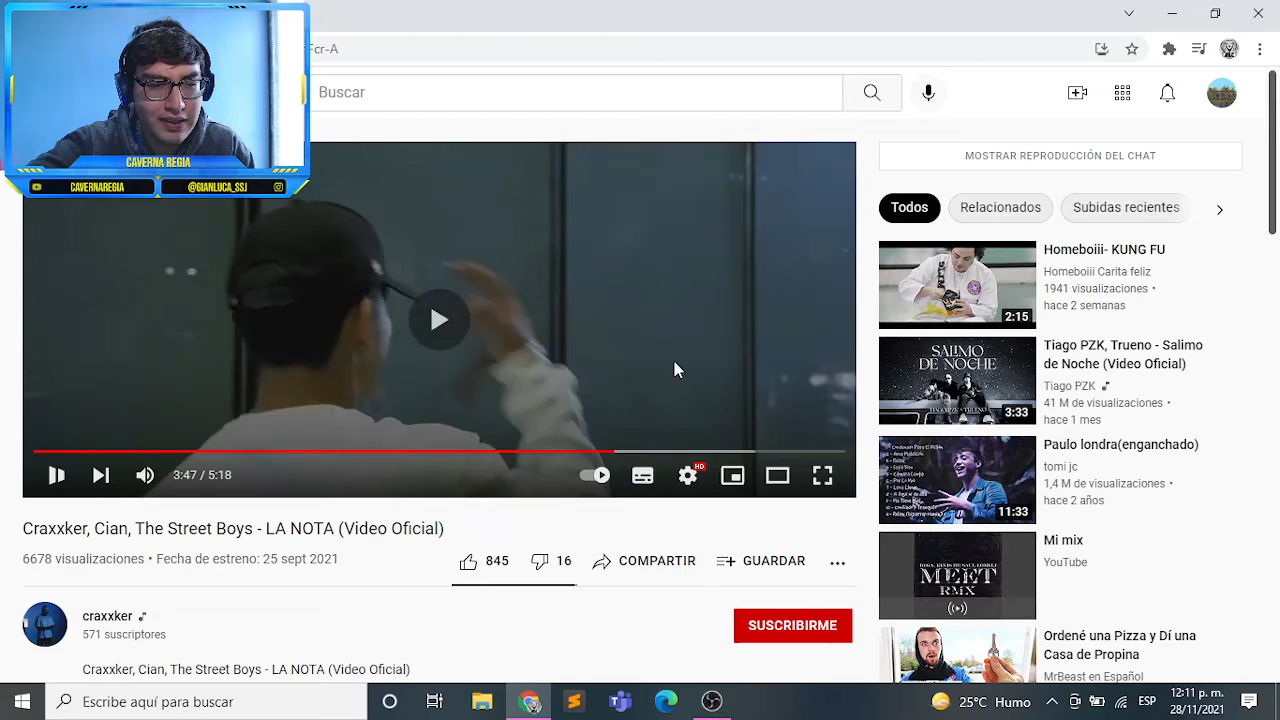 Fcr-A
Buscar
CAVERNA REGIA
CAVERNAREGIA
@GIANLUCA_SSJ
MOSTRAR REPRODUCCIÓN DEL CHAT
Todos
Relacionados
Subidas recientes
Homeboiii- KUNG FU
Homeboiii Carita feliz
1941 visualizaciones •
hace 2 semanas
2:15
SALIMO
DE NOCHE
Tiago PZK, Trueno - Salimo
de Noche (Video Oficial)
Tiago PZK
41 M de visualizaciones •
hace 1 mes
3:33
Paulo londra(enganchado)
tomi jc
1,4 M de visualizaciones •
hace 2 años
11:33
MEET
RMX
Mi mix
YouTube
Ordené una Pizza y Dí una
Casa de Propina
MrBeast en Español
3:47 / 5:18
HD
Craxxker, Cian, The Street Boys - LA NOTA (Video Oficial)
6678 visualizaciones • Fecha de estreno: 25 sept 2021
845
16
COMPARTIR
GUARDAR
craxxker
571 suscriptores
SUSCRIBIRME
Craxxker, Cian, The Street Boys - LA NOTA (Video Oficial)
Buscar
25°C Humo
12:11 p. m.
28/11/2021